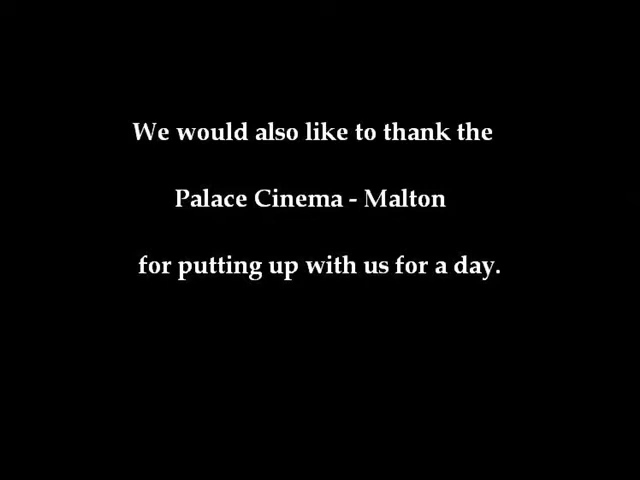 We would also like to thank the
Palace Cinema - Malton
for putting up with us for a day.